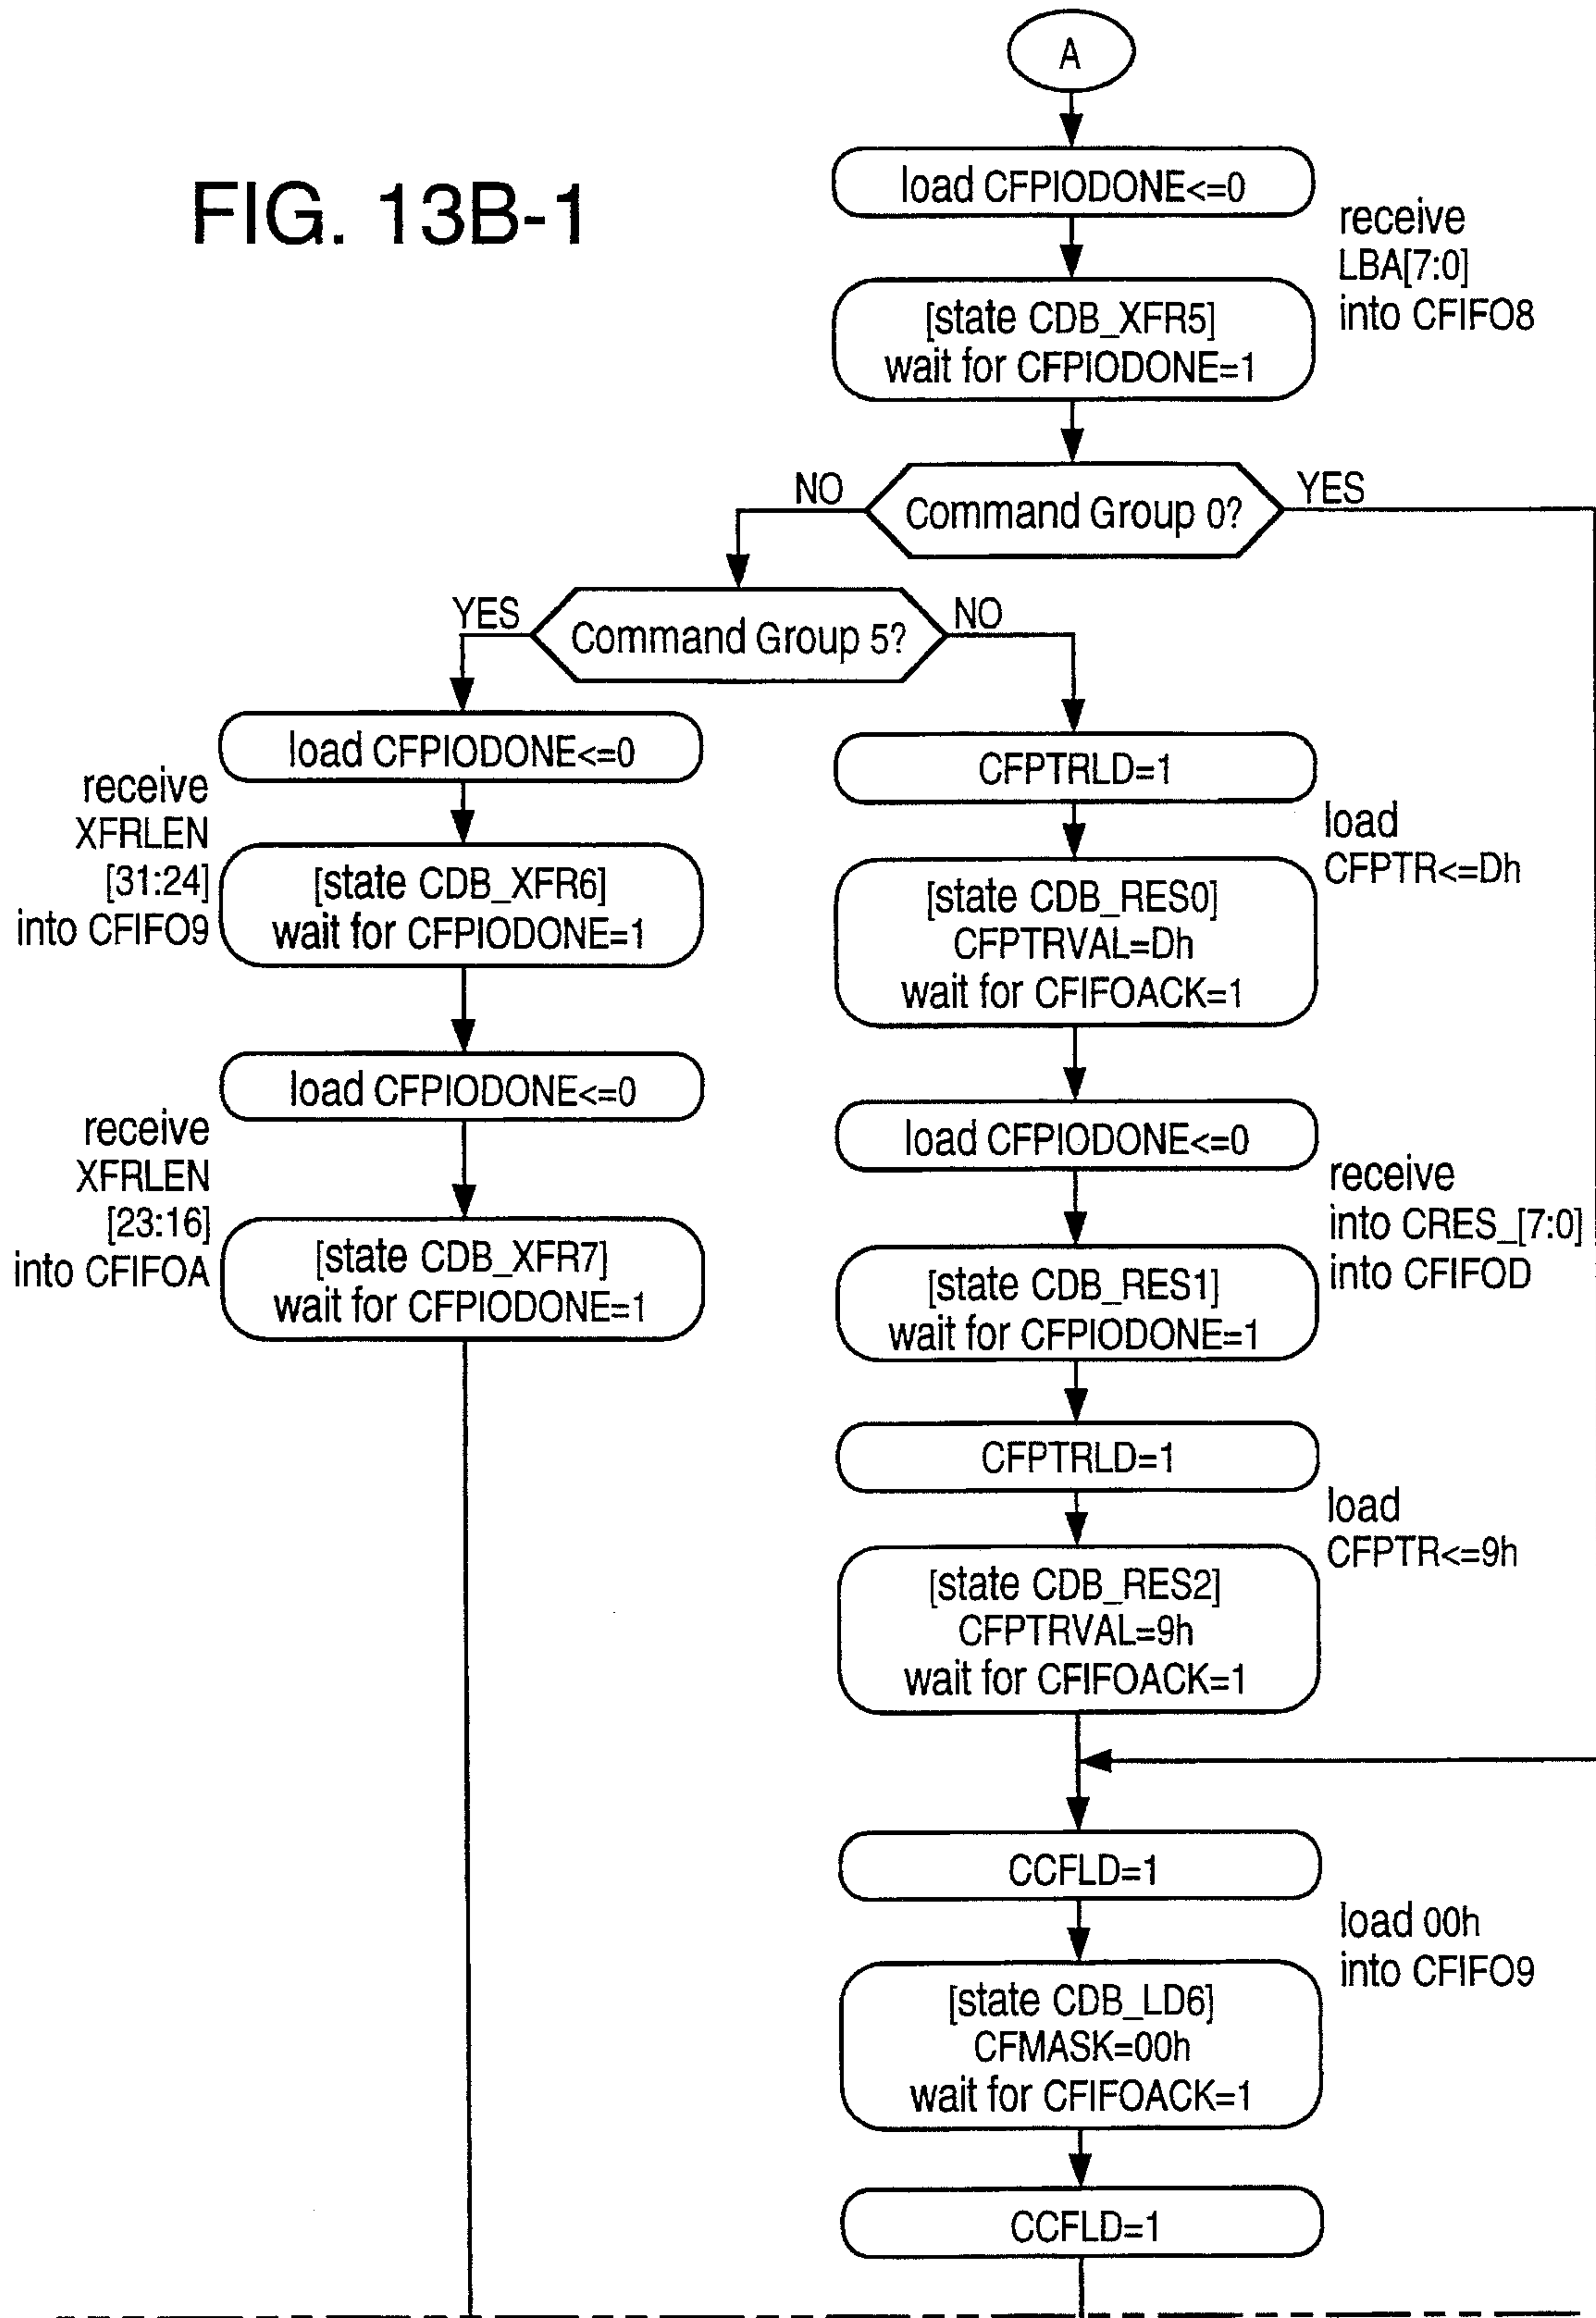 A
FIG. 13B-1
load CFPIODONE<=0
receive
LBA[7:0]
into CFIFO8
[state CDB_XFR5]
wait for CFPIODONE=1
NO
Command Group 0?
YES
YES
Command Group 5?
NO
load CFPIODONE<=0
receive
XFRLEN
[31:24]
into CFIFO9
[state CDB_XFR6]
wait for CFPIODONE=1
load CFPIODONE<=0
receive
XFRLEN
[23:16]
into CFIFOA
[state CDB_XFR7]
wait for CFPIODONE=1
CFPTRLD=1
load
CFPTR<=Dh
[state CDB_RES0]
CFPTRVAL=Dh
wait for CFIFOACK=1
load CFPIODONE<=0
receive
into CRES_[7:0]
into CFIFOD
[state CDB_RES1]
wait for CFPIODONE=1
CFPTRLD=1
load
CFPTR<=9h
[state CDB_RES2]
CFPTRVAL=9h
wait for CFIFOACK=1
CCFLD=1
load 00h
into CFIFO9
[state CDB_LD6]
CFMASK=00h
wait for CFIFOACK=1
CCFLD=1